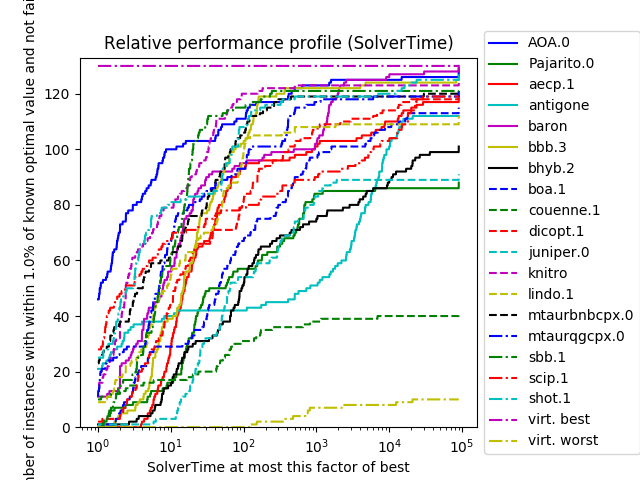 Relative performance profile (SolverTime)
mber of instances with within 1.0% of known optimal value and not fai
120
100
80
60
40
20
0
10^0
10^1
10^2
10^3
10^4
10^5
SolverTime at most this factor of best
AOA.0
Pajarito.0
aecp.1
antigone
baron
bbb.3
bhyb.2
boa.1
couenne.1
dicopt.1
juniper.0
knitro
lindo.1
mtaurbnbcpx.0
mtaurqgcpx.0
sbb.1
scip.1
shot.1
virt. best
virt. worst